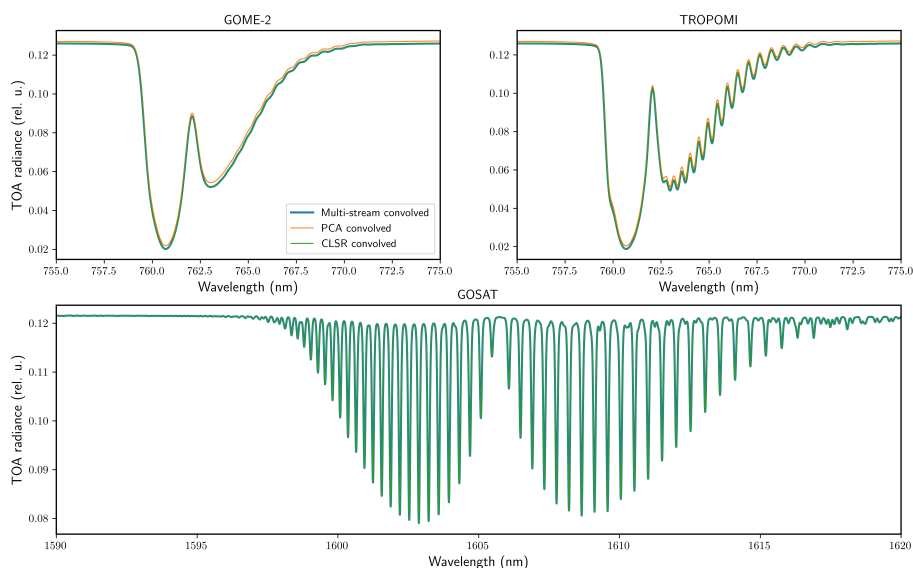 GOME-2
TROPOMI
TOA radiance (rel. u.)
0.12
0.10
0.08
0.06
0.04
0.02
755.0 757.5 760.0 762.5 765.0 767.5 770.0 772.5 775.0
Wavelength (nm)
Multi-stream convolved
PCA convolved
CLSR convolved
0.12
0.10
0.08
0.06
0.04
0.02
755.0 757.5 760.0 762.5 765.0 767.5 770.0 772.5 775.0
Wavelength (nm)
GOSAT
TOA radiance (rel. u.)
0.12
0.11
0.10
0.09
0.08
1590 1595 1600 1605 1610 1615 1620
Wavelength (nm)